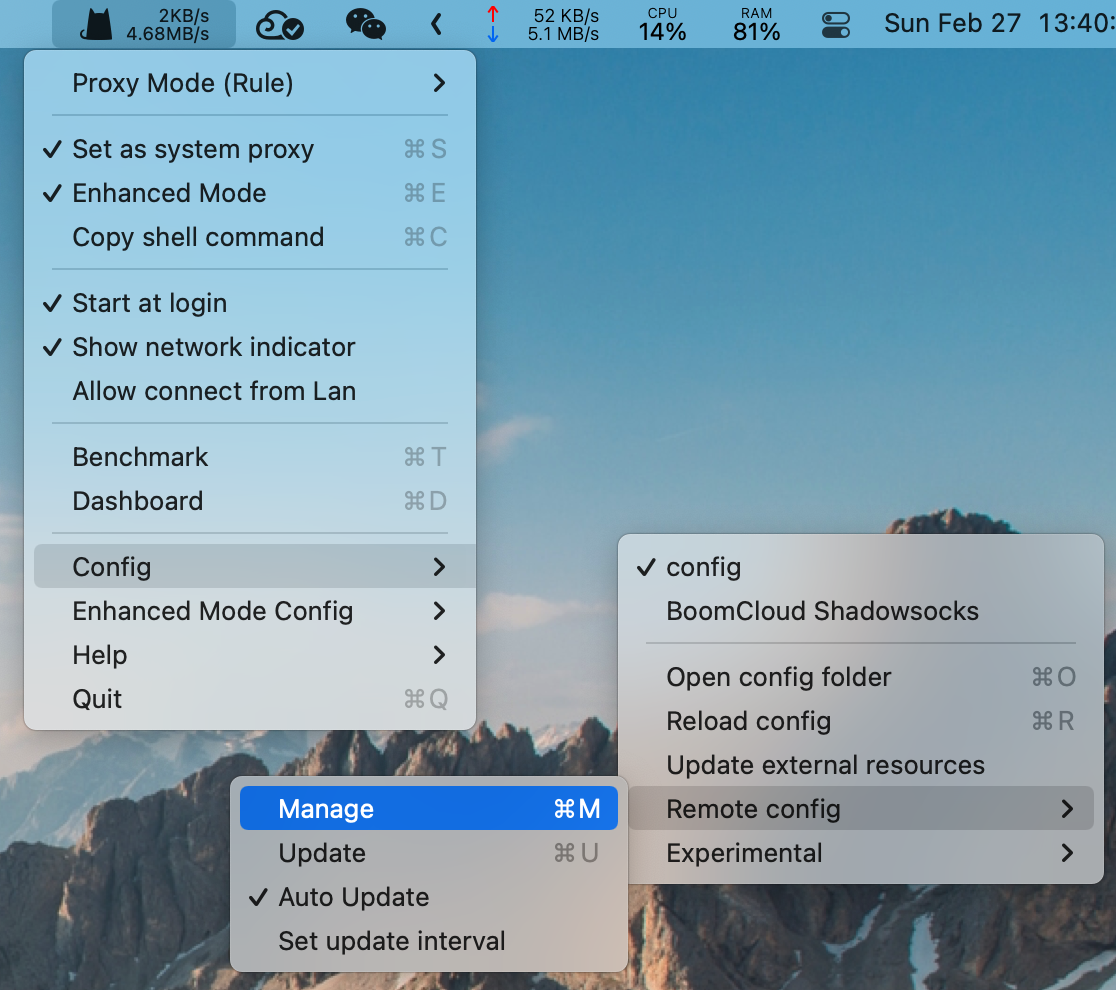 2KB/s
4.68MB/s
52 KB/s
5.1 MB/s
CPU
14%
RAM
81%
Sun Feb 27 13:40:
Proxy Mode (Rule)
Set as system proxy ⌘ S
Enhanced Mode ⌘ E
Copy shell command ⌘ C
Start at login
Show network indicator
Allow connect from Lan
Benchmark ⌘ T
Dashboard ⌘ D
Config
Enhanced Mode Config
Help
Quit ⌘ Q
config
BoomCloud Shadowsocks
Open config folder ⌘ O
Reload config ⌘ R
Update external resources
Remote config
Experimental
Manage ⌘ M
Update ⌘ U
Auto Update
Set update interval